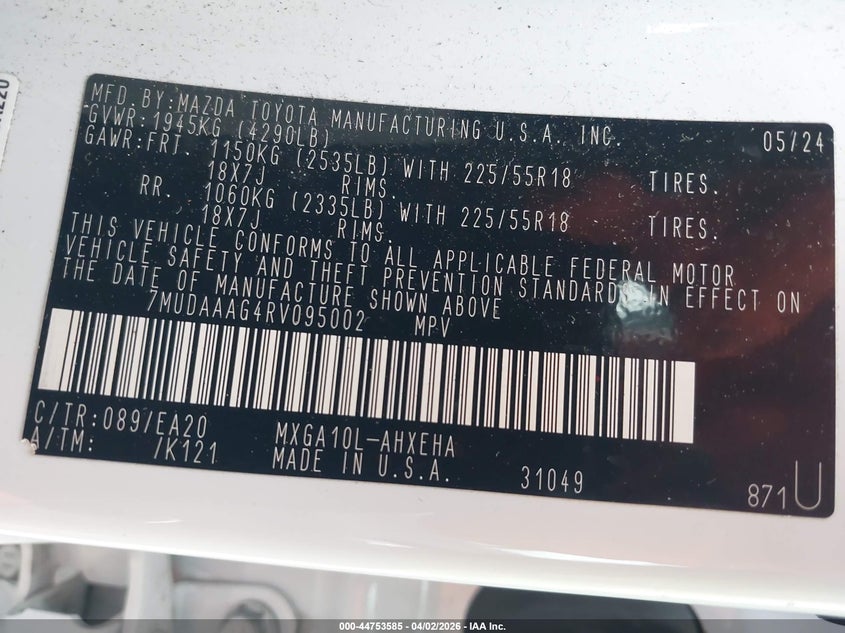 MFD.BY:MAZDA TOYOTA MANUFACTURING U.S.A. INC. 05/24
GVWR:1945KG (4290LB)
GAWR:FRT. 1150KG (2535LB) WITH 225/55R18 TIRES.
18X7J RIMS.
RR. 1060KG (2335LB) WITH 225/55R18 TIRES.
18X7J RIMS.
THIS VEHICLE CONFORMS TO ALL APPLICABLE FEDERAL MOTOR
VEHICLE SAFETY AND THEFT PREVENTION STANDARDS IN EFFECT ON
THE DATE OF MANUFACTURE SHOWN ABOVE
7MUDAAAG4RV095002 MPV
C/TR:089/EA20 MXGA10L-AHXEHA
A/TM: /K121 MADE IN U.S.A. 31049 871U
000-44753585 - 04/02/2026 - IAA Inc.